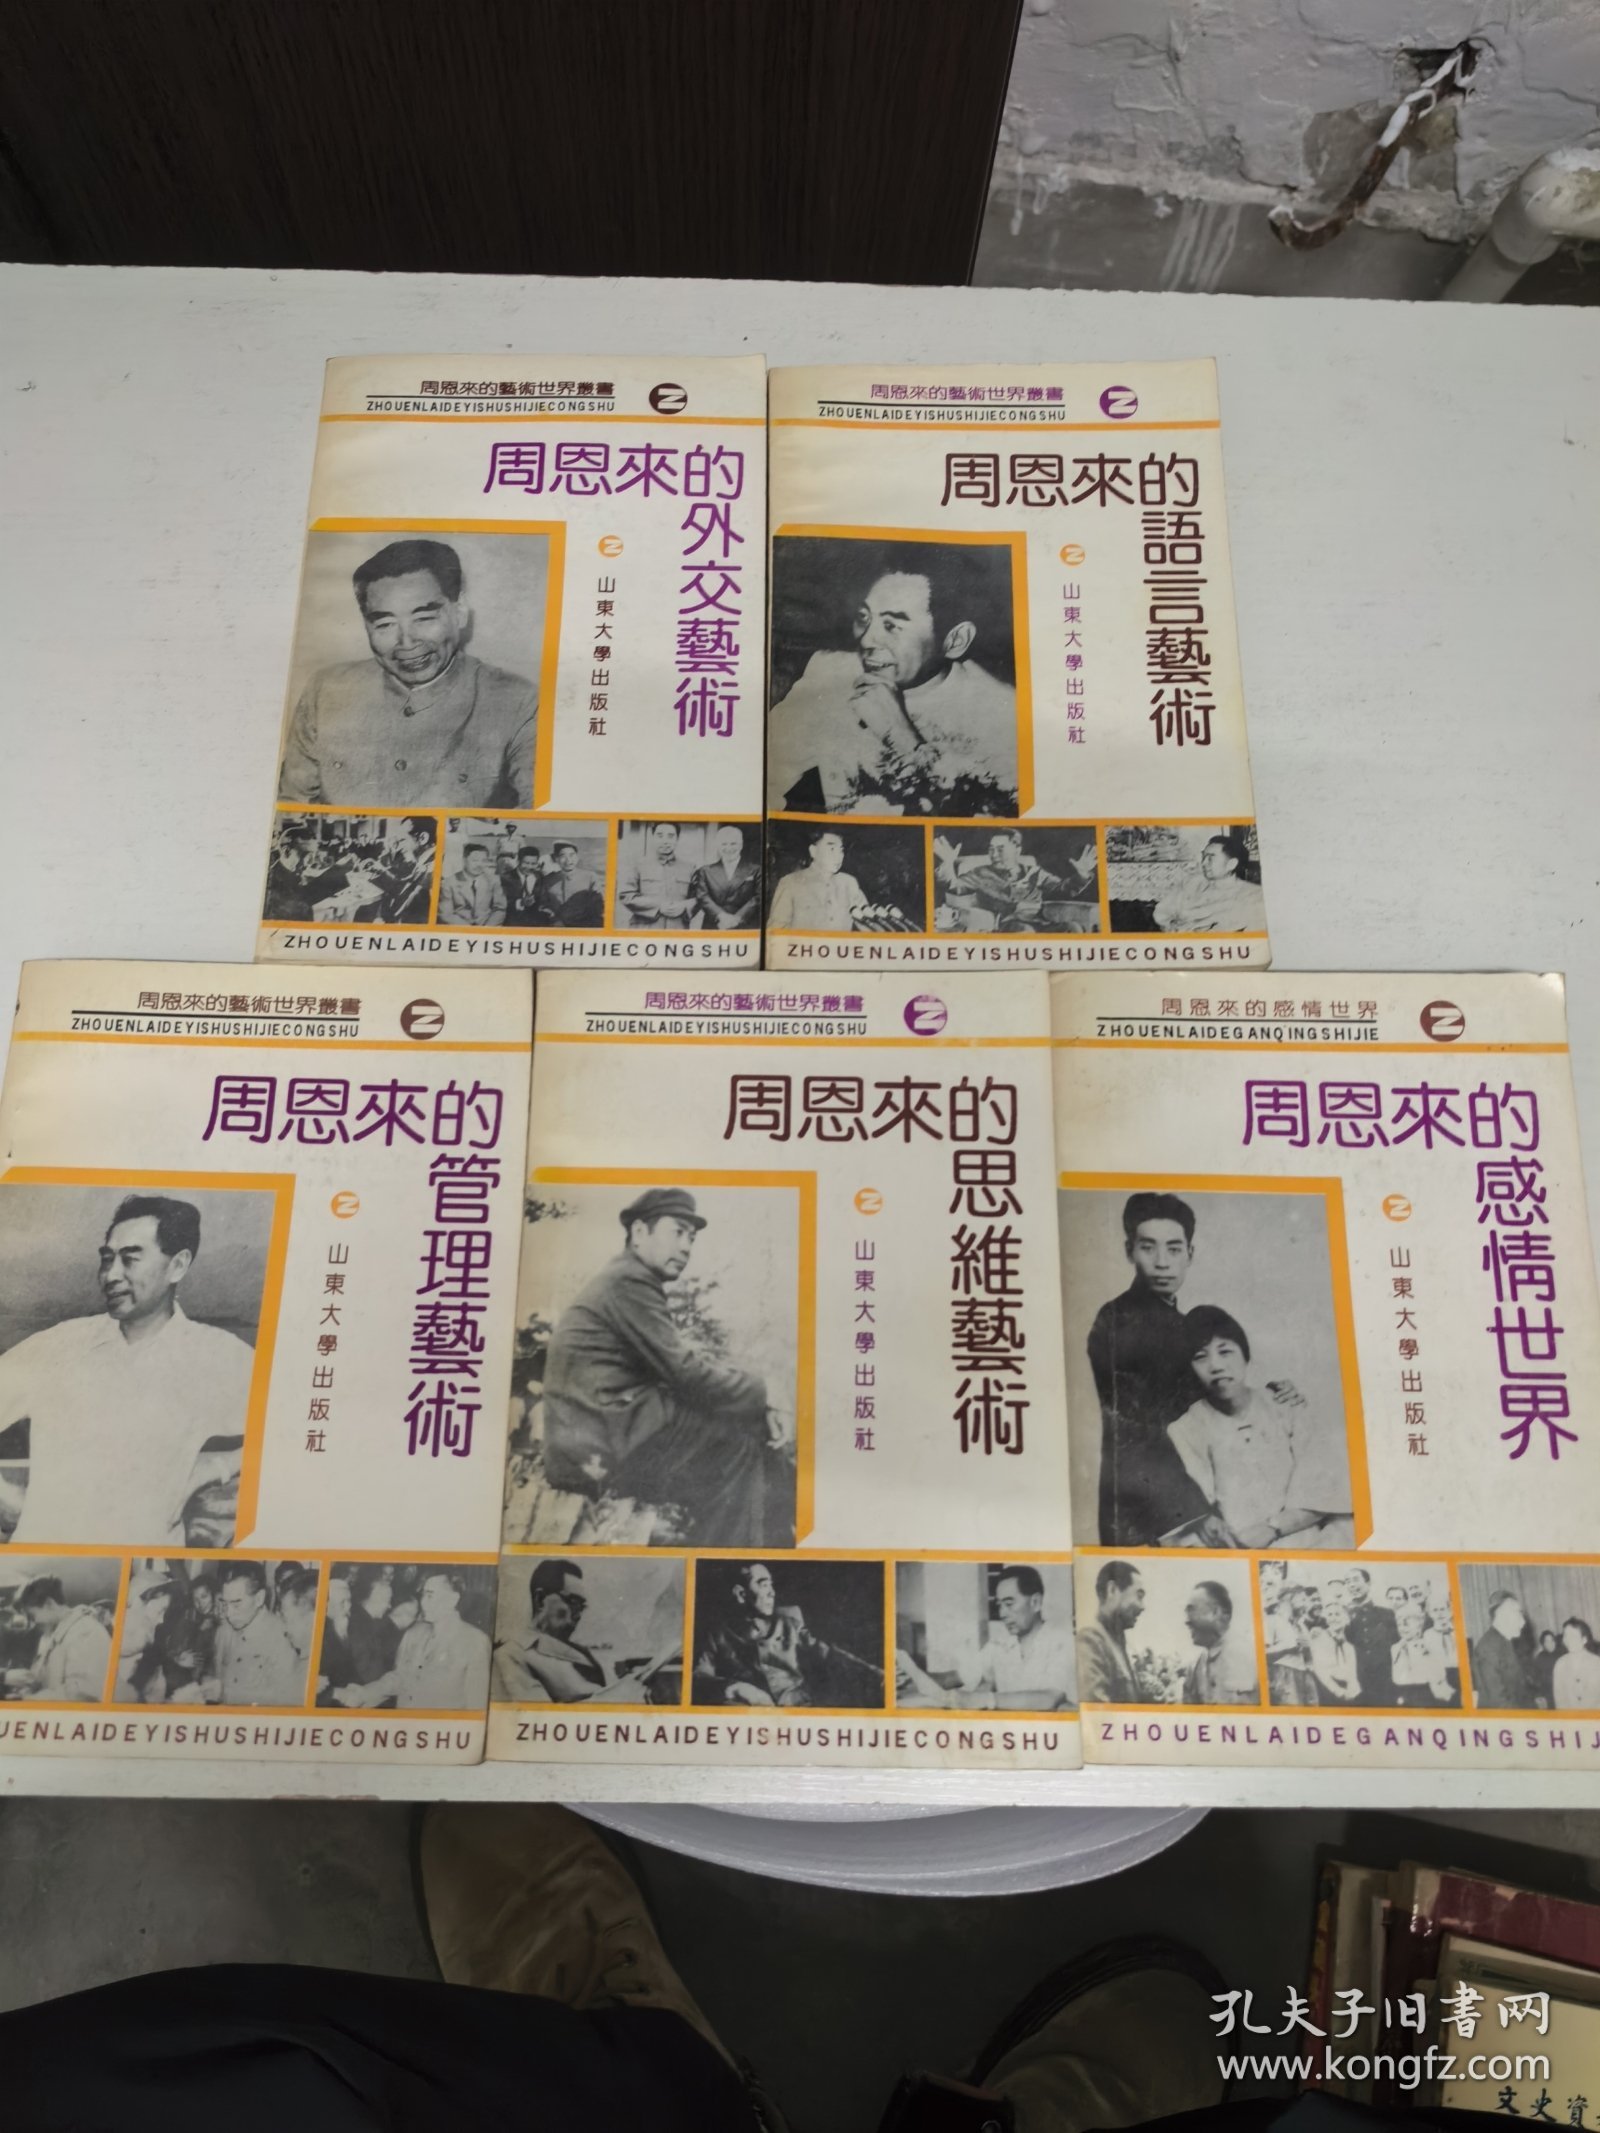 周恩來的藝術世界叢書
ZHOUENLAIDEYISHUSHIJIECONGSHU
周恩來的外交藝術
山東大學出版社
ZHOUENLAIDEYISHUSHIJIECONGSHU
周恩來的藝術世界叢書
ZHOUENLAIDEYISHUSHIJIECONGSHU
周恩來的語言藝術
山東大學出版社
ZHOUENLAIDEYISHUSHIJIECONGSHU
周恩來的藝術世界叢書
ZHOUENLAIDEYISHUSHIJIECONGSHU
周恩來的管理藝術
山東大學出版社
UENLAIDEYISHUSHIJIECONGSHU
周恩來的藝術世界叢書
ZHOUENLAIDEYISHUSHIJIECONGSHU
周恩來的思維藝術
山東大學出版社
ZHOUENLAIDEYISHUSHIJIECONGSHU
周恩來的感情世界
ZHOUENLAIDEGANQINGSHIJIE
周恩來的感情世界
山東大學出版社
ZHOUENLAIDEGANQINGSHIJ
孔夫子旧书网
www.kongfz.com
文史資